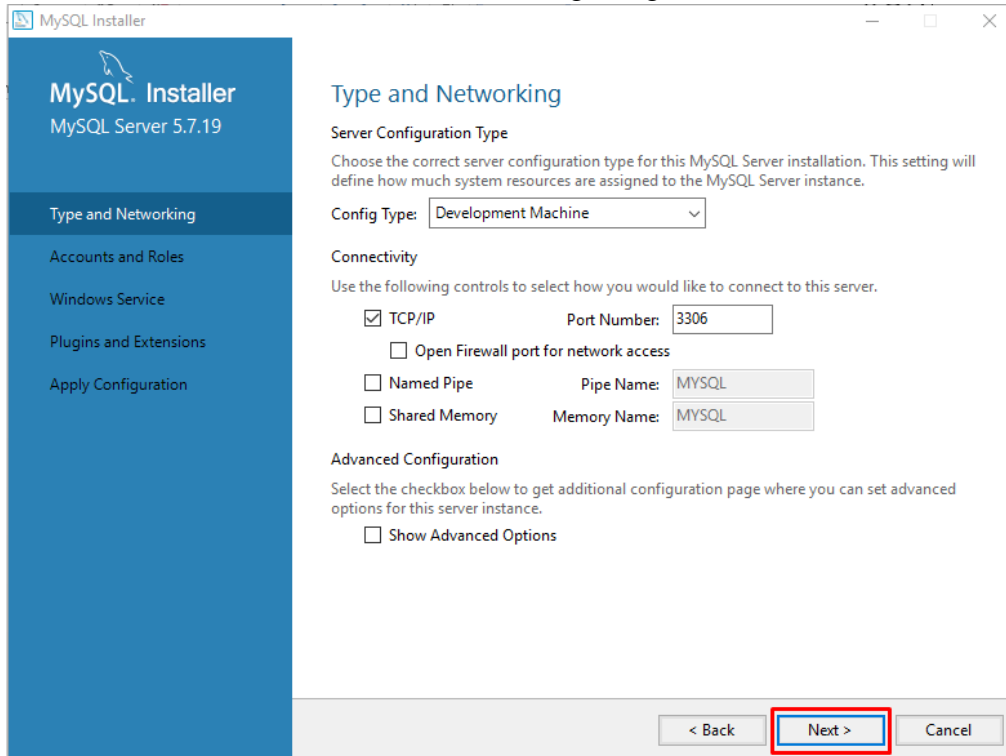 MySQL Installer
MySQL. Installer
MySQL Server 5.7.19
Type and Networking
Accounts and Roles
Windows Service
Plugins and Extensions
Apply Configuration
Type and Networking
Server Configuration Type
Choose the correct server configuration type for this MySQL Server installation. This setting will
define how much system resources are assigned to the MySQL Server instance.
Config Type: Development Machine
Connectivity
Use the following controls to select how you would like to connect to this server.
TCP/IP Port Number: 3306
Open Firewall port for network access
Named Pipe Pipe Name: MYSQL
Shared Memory Memory Name: MYSQL
Advanced Configuration
Select the checkbox below to get additional configuration page where you can set advanced
options for this server instance.
Show Advanced Options
< Back Next > Cancel